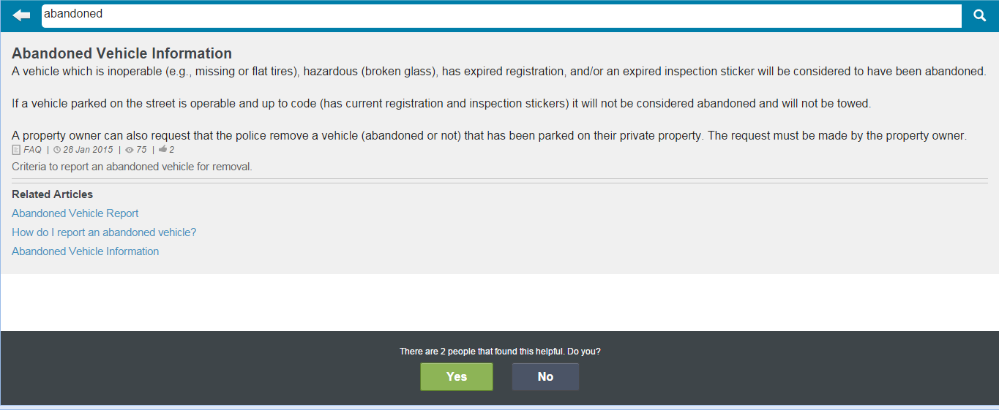 abandoned
Abandoned Vehicle Information
A vehicle which is inoperable (e.g., missing or flat tires), hazardous (broken glass), has expired registration, and/or an expired inspection sticker will be considered to have been abandoned.
If a vehicle parked on the street is operable and up to code (has current registration and inspection stickers) it will not be considered abandoned and will not be towed.
A property owner can also request that the police remove a vehicle (abandoned or not) that has been parked on their private property. The request must be made by the property owner.
FAQ | 28 Jan 2015 | 75 | 2
Criteria to report an abandoned vehicle for removal.
Related Articles
Abandoned Vehicle Report
How do I report an abandoned vehicle?
Abandoned Vehicle Information
There are 2 people that found this helpful. Do you?
Yes No